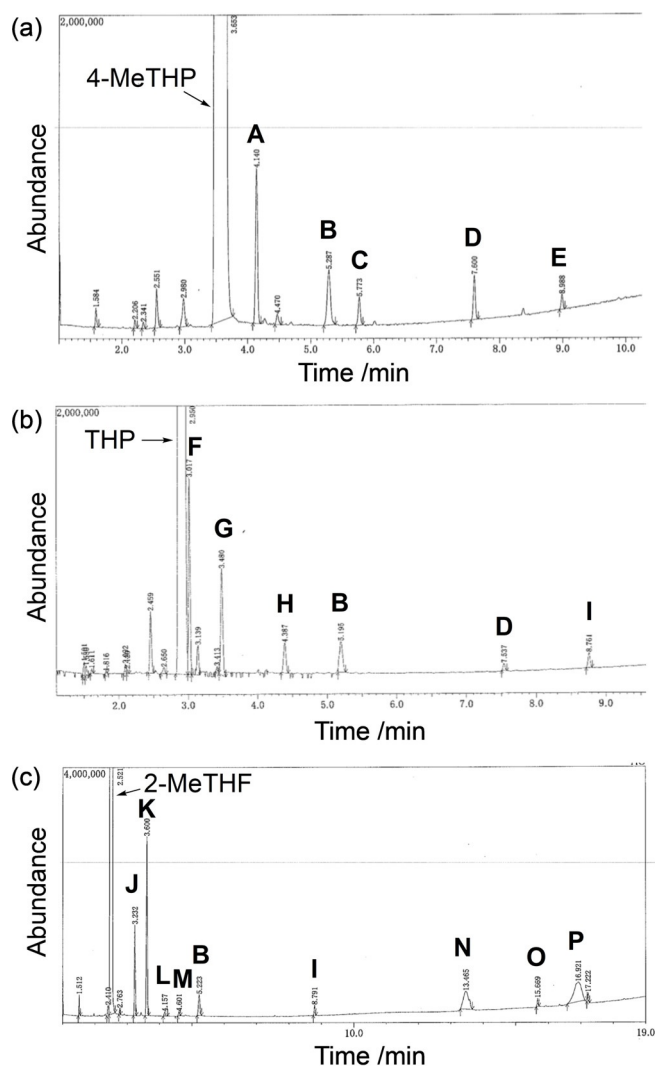 (a)
2,000,000
3.653
4-MeTHP
A
4.140
B
5.287
C
5.773
D
7.600
E
8.988
1.584
2.206
2.341
2.551
2.980
4.470
Abundance
2.0 3.0 4.0 5.0 6.0 7.0 8.0 9.0 10.0
Time /min
(b)
2,000,000
2.950
THP
F
3.017
G
3.480
H
4.387
B
5.195
D
7.537
I
8.761
1.816
2.459
2.650
3.139
3.413
Abundance
2.0 3.0 4.0 5.0 6.0 7.0 8.0 9.0
Time /min
(c)
4,000,000
2.521
2-MeTHF
K
3.600
J
3.232
L
4.157
M
4.601
B
5.223
I
8.791
N
13.465
O
15.669
P
16.921
17.222
1.512
2.410
2.763
Abundance
10.0 19.0
Time /min